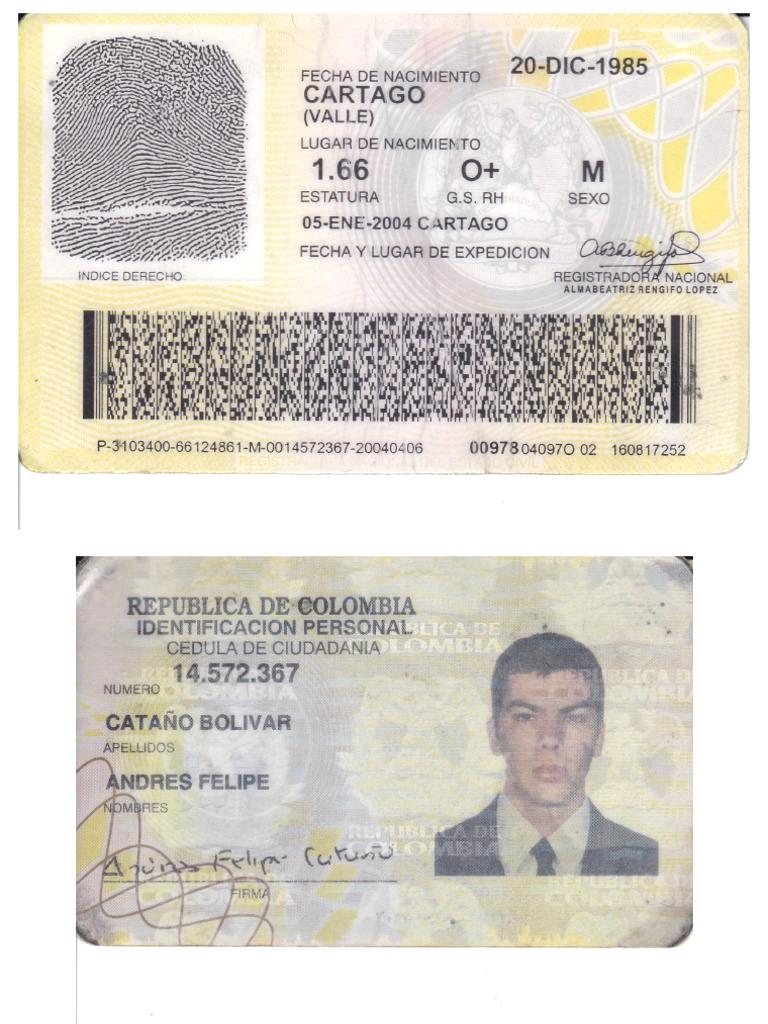 20-DIC-1985
FECHA DE NACIMIENTO
CARTAGO
(VALLE)
LUGAR DE NACIMIENTO
1.66 O+ M
ESTATURA G.S. RH SEXO
05-ENE-2004 CARTAGO
FECHA Y LUGAR DE EXPEDICION
REGISTRADORA NACIONAL
ALMABEATRIZ RENGIFO LOPEZ
INDICE DERECHO
P-3103400-66124861-M-0014572367-20040406 00978 04097O 02 160817252
REPUBLICA DE COLOMBIA
IDENTIFICACION PERSONAL
CEDULA DE CIUDADANIA
14.572.367
NUMERO
CATAÑO BOLIVAR
APELLIDOS
ANDRES FELIPE
NOMBRES
Andres Felipe Cataño
FIRMA